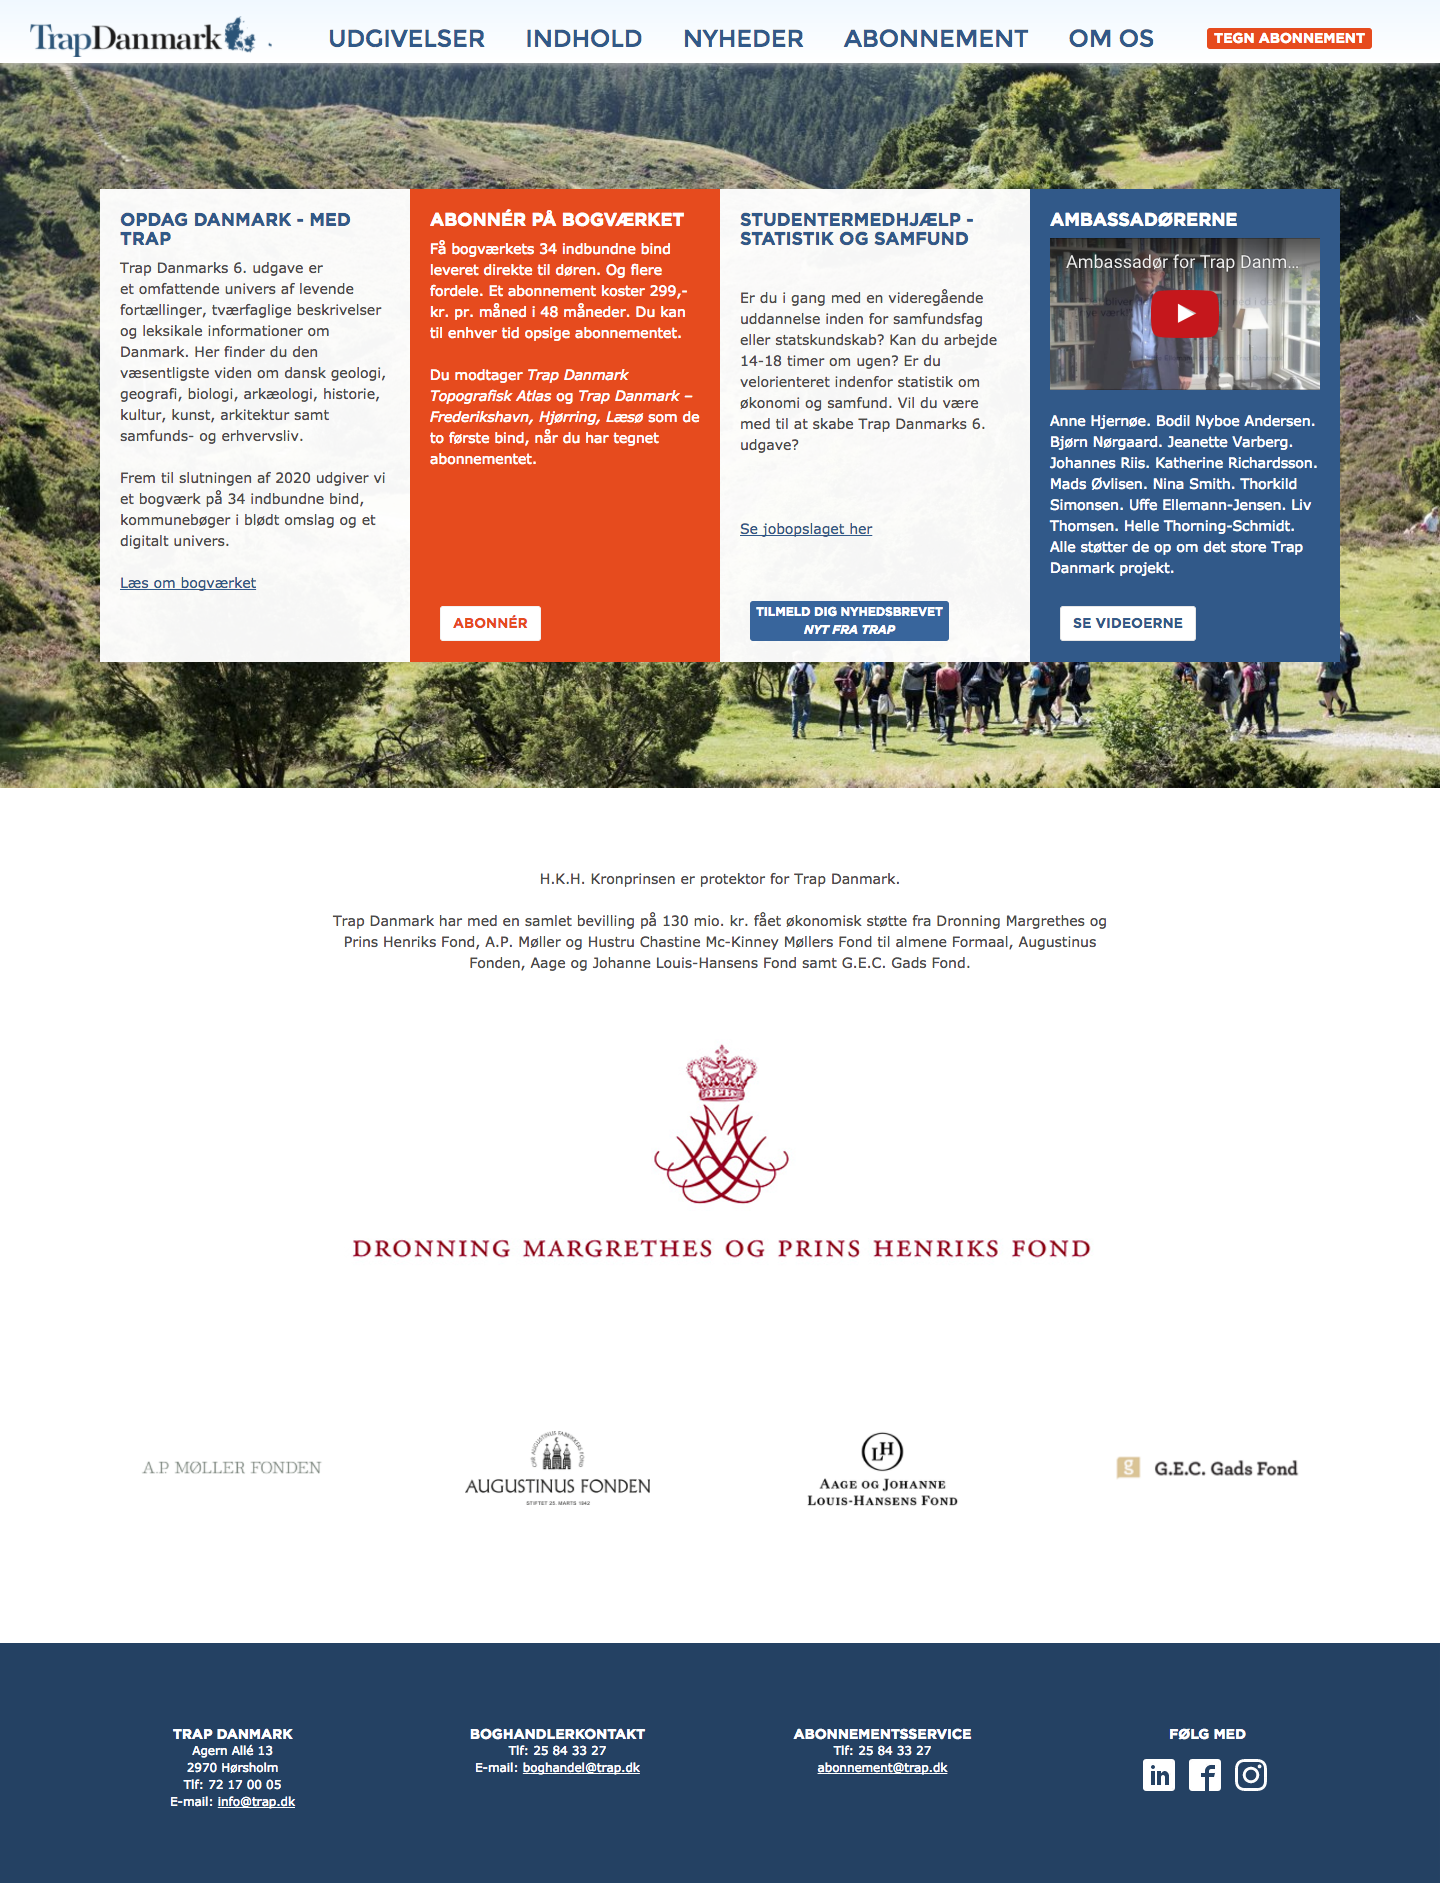 TrapDanmark
UDGIVELSER INDHOLD NYHEDER ABONNEMENT OM OS TEGN ABONNEMENT
OPDAG DANMARK - MED
TRAP
Trap Danmarks 6. udgave er
et omfattende univers af levende
fortællinger, tværfaglige beskrivelser
og leksikale informationer om
Danmark. Her finder du den
væsentligste viden om dansk geologi,
geografi, biologi, arkæologi, historie,
kultur, kunst, arkitektur samt
samfunds- og erhvervsliv.
Frem til slutningen af 2020 udgiver vi
et bogværk på 34 indbundne bind,
kommunebøger i blødt omslag og et
digitalt univers.
Læs om bogværket
ABONNÉR PÅ BOGVÆRKET
Få bogværkets 34 indbundne bind
leveret direkte til døren. Og flere
fordele. Et abonnement koster 299,-
kr. pr. måned i 48 måneder. Du kan
til enhver tid opsige abonnementet.
Du modtager Trap Danmark
Topografisk Atlas og Trap Danmark –
Frederikshavn, Hjørring, Læsø som de
to første bind, når du har tegnet
abonnementet.
ABONNÉR
STUDENTERMEDHJÆLP -
STATISTIK OG SAMFUND
Er du i gang med en videregående
uddannelse inden for samfundsfag
eller statskundskab? Kan du arbejde
14-18 timer om ugen? Er du
velorienteret indenfor statistik om
økonomi og samfund. Vil du være
med til at skabe Trap Danmarks 6.
udgave?
Se jobopslaget her
TILMELD DIG NYHEDSBREVET
NYT FRA TRAP
AMBASSADØRERNE
Ambassadør for Trap Danm...
Anne Hjernøe. Bodil Nyboe Andersen.
Bjørn Nørgaard. Jeanette Varberg.
Johannes Riis. Katherine Richardsson.
Mads Øvlisen. Nina Smith. Thorkild
Simonsen. Uffe Ellemann-Jensen. Liv
Thomsen. Helle Thorning-Schmidt.
Alle støtter de op om det store Trap
Danmark projekt.
SE VIDEOERNE
H.K.H. Kronprinsen er protektor for Trap Danmark.
Trap Danmark har med en samlet bevilling på 130 mio. kr. fået økonomisk støtte fra Dronning Margrethes og
Prins Henriks Fond, A.P. Møller og Hustru Chastine Mc-Kinney Møllers Fond til almene Formaal, Augustinus
Fonden, Aage og Johanne Louis-Hansens Fond samt G.E.C. Gads Fond.
DRONNING MARGRETHES OG PRINS HENRIKS FOND
A.P. MØLLER FONDEN
AUGUSTINUS FONDEN
STIFTET 25. MARTS 1942
LH
AAGE OG JOHANNE
LOUIS-HANSENS FOND
g G.E.C. Gads Fond
TRAP DANMARK
Agern Allé 13
2970 Hørsholm
Tlf: 72 17 00 05
E-mail: info@trap.dk
BOGHANDLERKONTAKT
Tlf: 25 84 33 27
E-mail: boghandel@trap.dk
ABONNEMENTSSERVICE
Tlf: 25 84 33 27
abonnement@trap.dk
FØLG MED
in